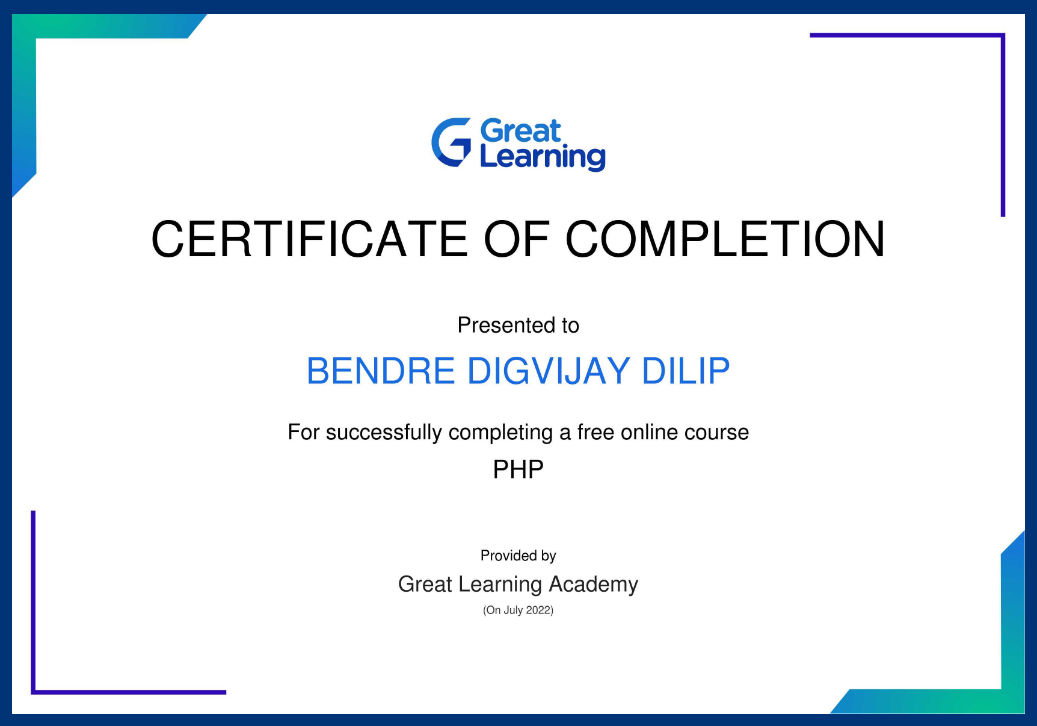 Great
Learning
CERTIFICATE OF COMPLETION
Presented to
BENDRE DIGVIJAY DILIP
For successfully completing a free online course
PHP
Provided by
Great Learning Academy
(On July 2022)